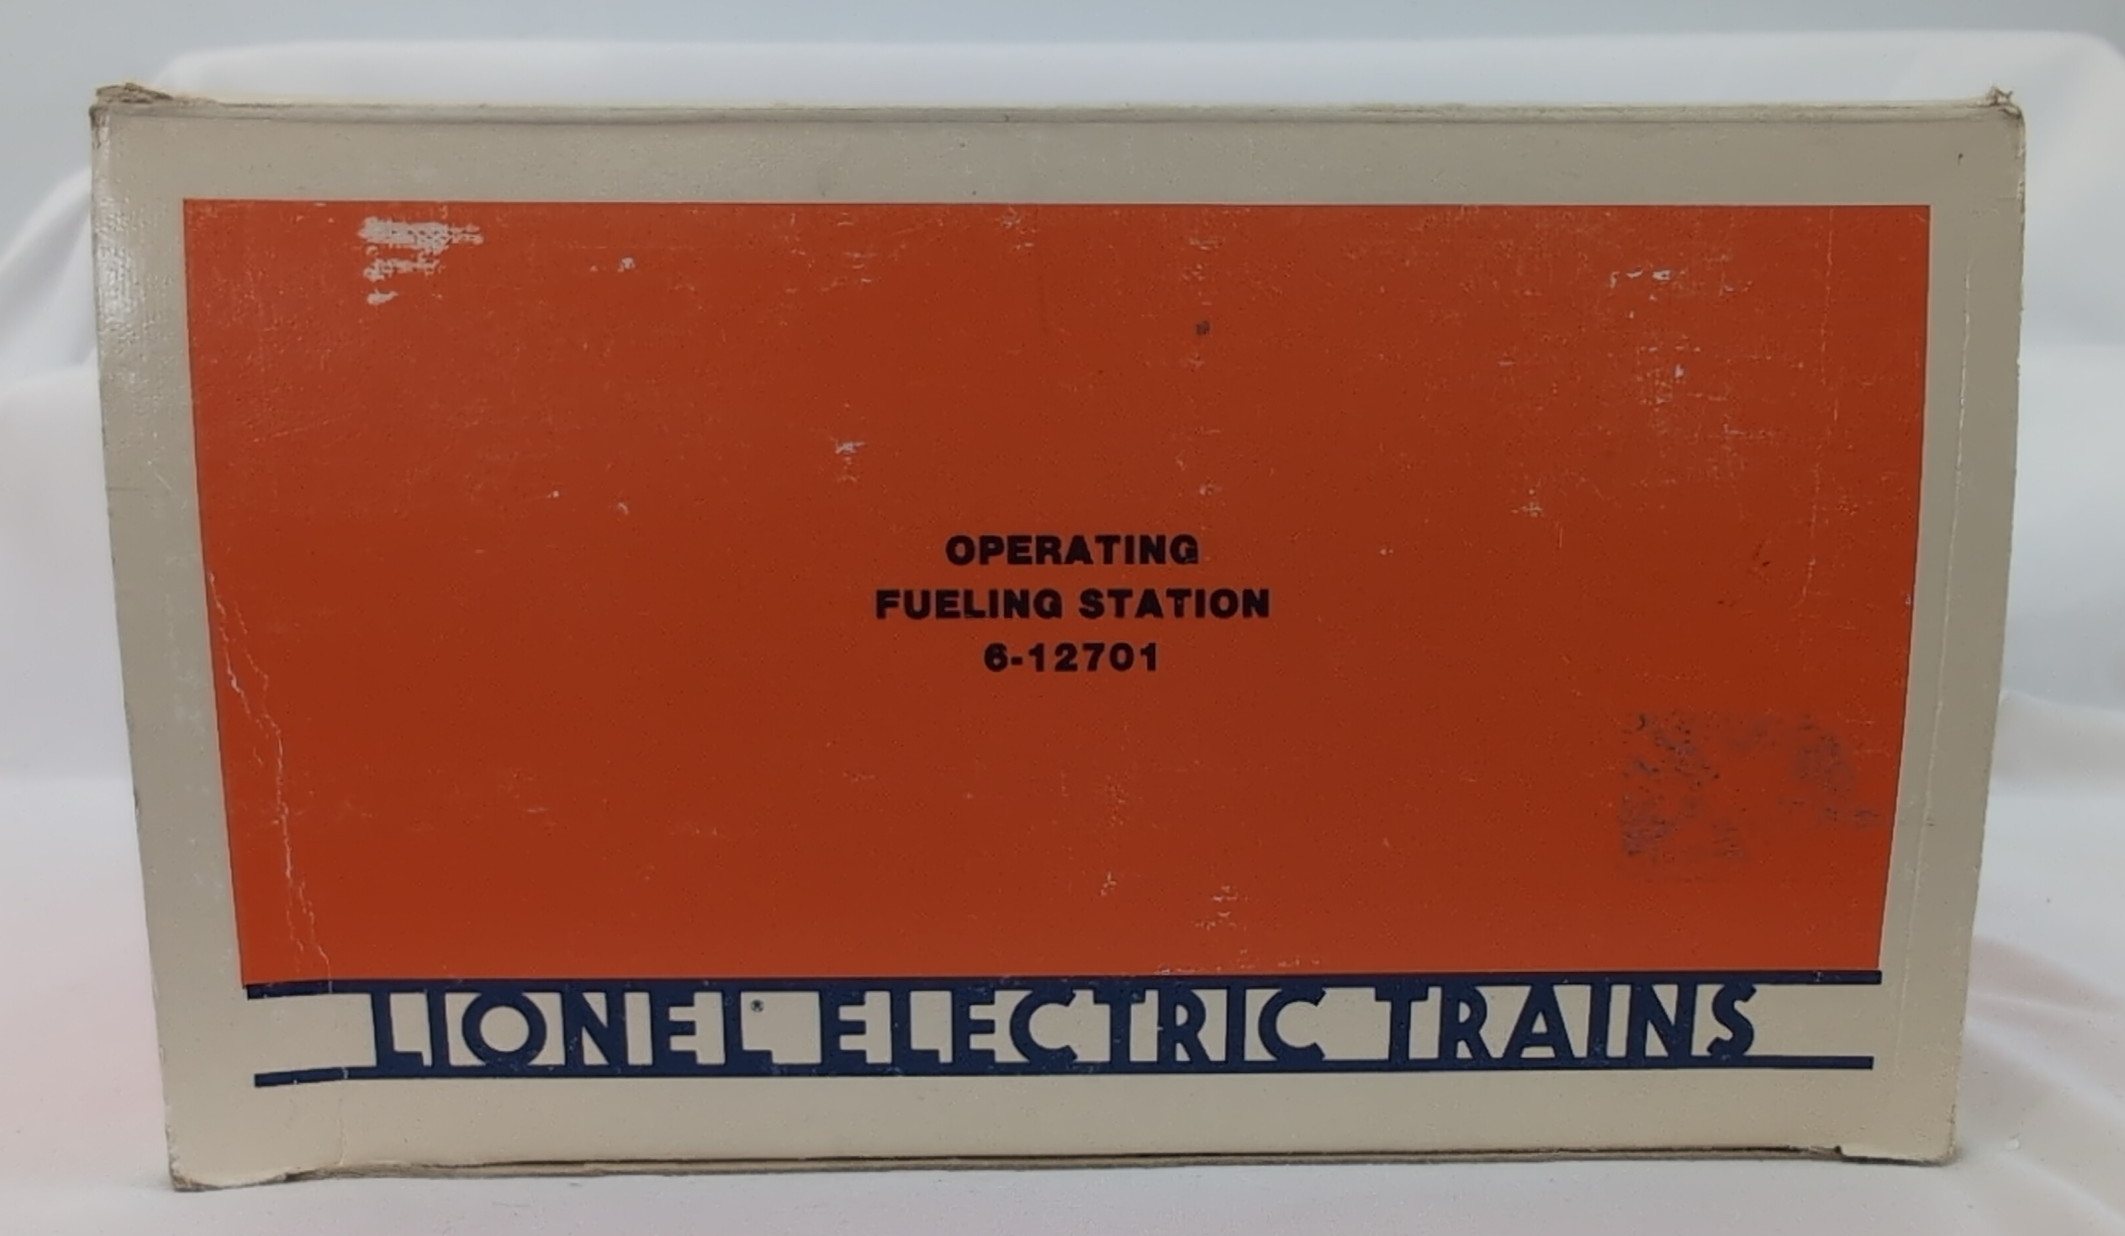 OPERATING
FUELING STATION
6-12701
LIONEL® ELECTRIC TRAINS